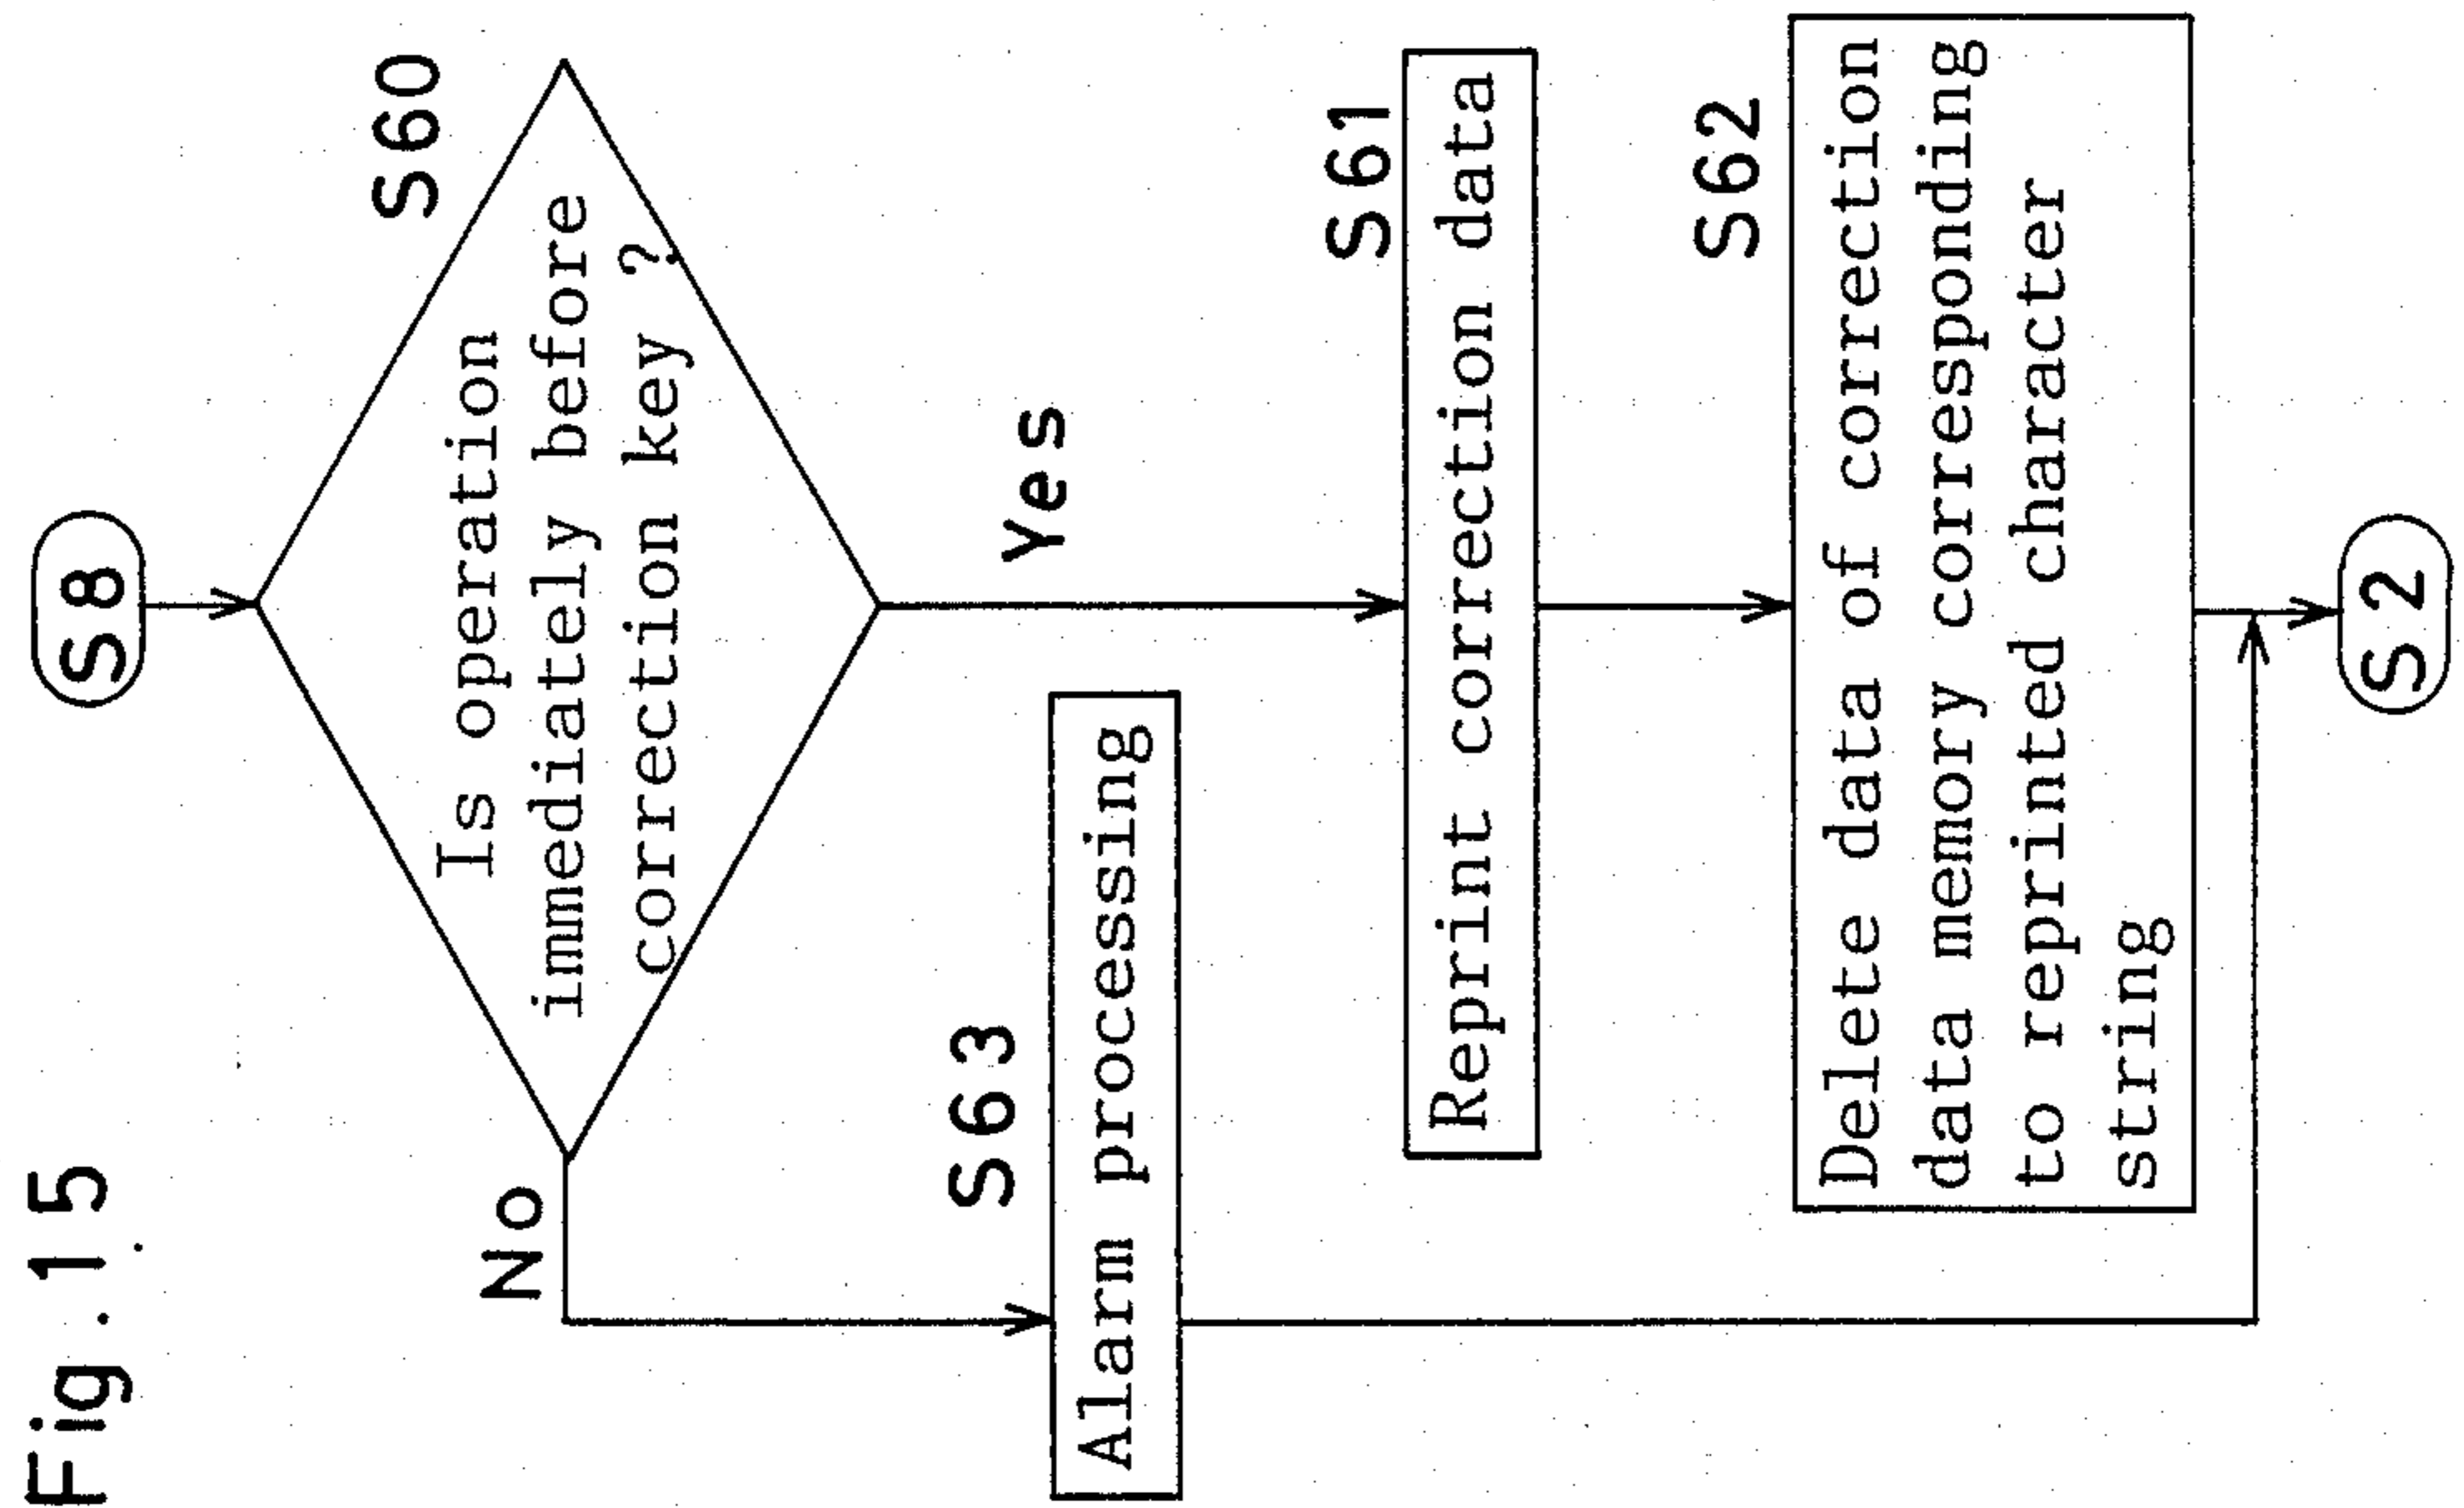 Fig.15
S8
S60
Is operation
immediately before
correction key ?
No
Yes
S63
Alarm processing
S61
Reprint correction data
S62
Delete data of correction
data memory corresponding
to reprinted character
string
S2